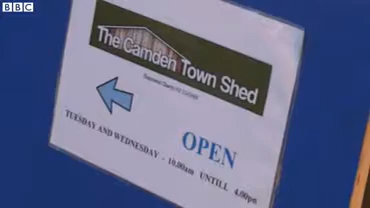 BBC
The Camden Town Shed
OPEN
TUESDAY AND WEDNESDAY - 10.00am UNTILL 4.00pm